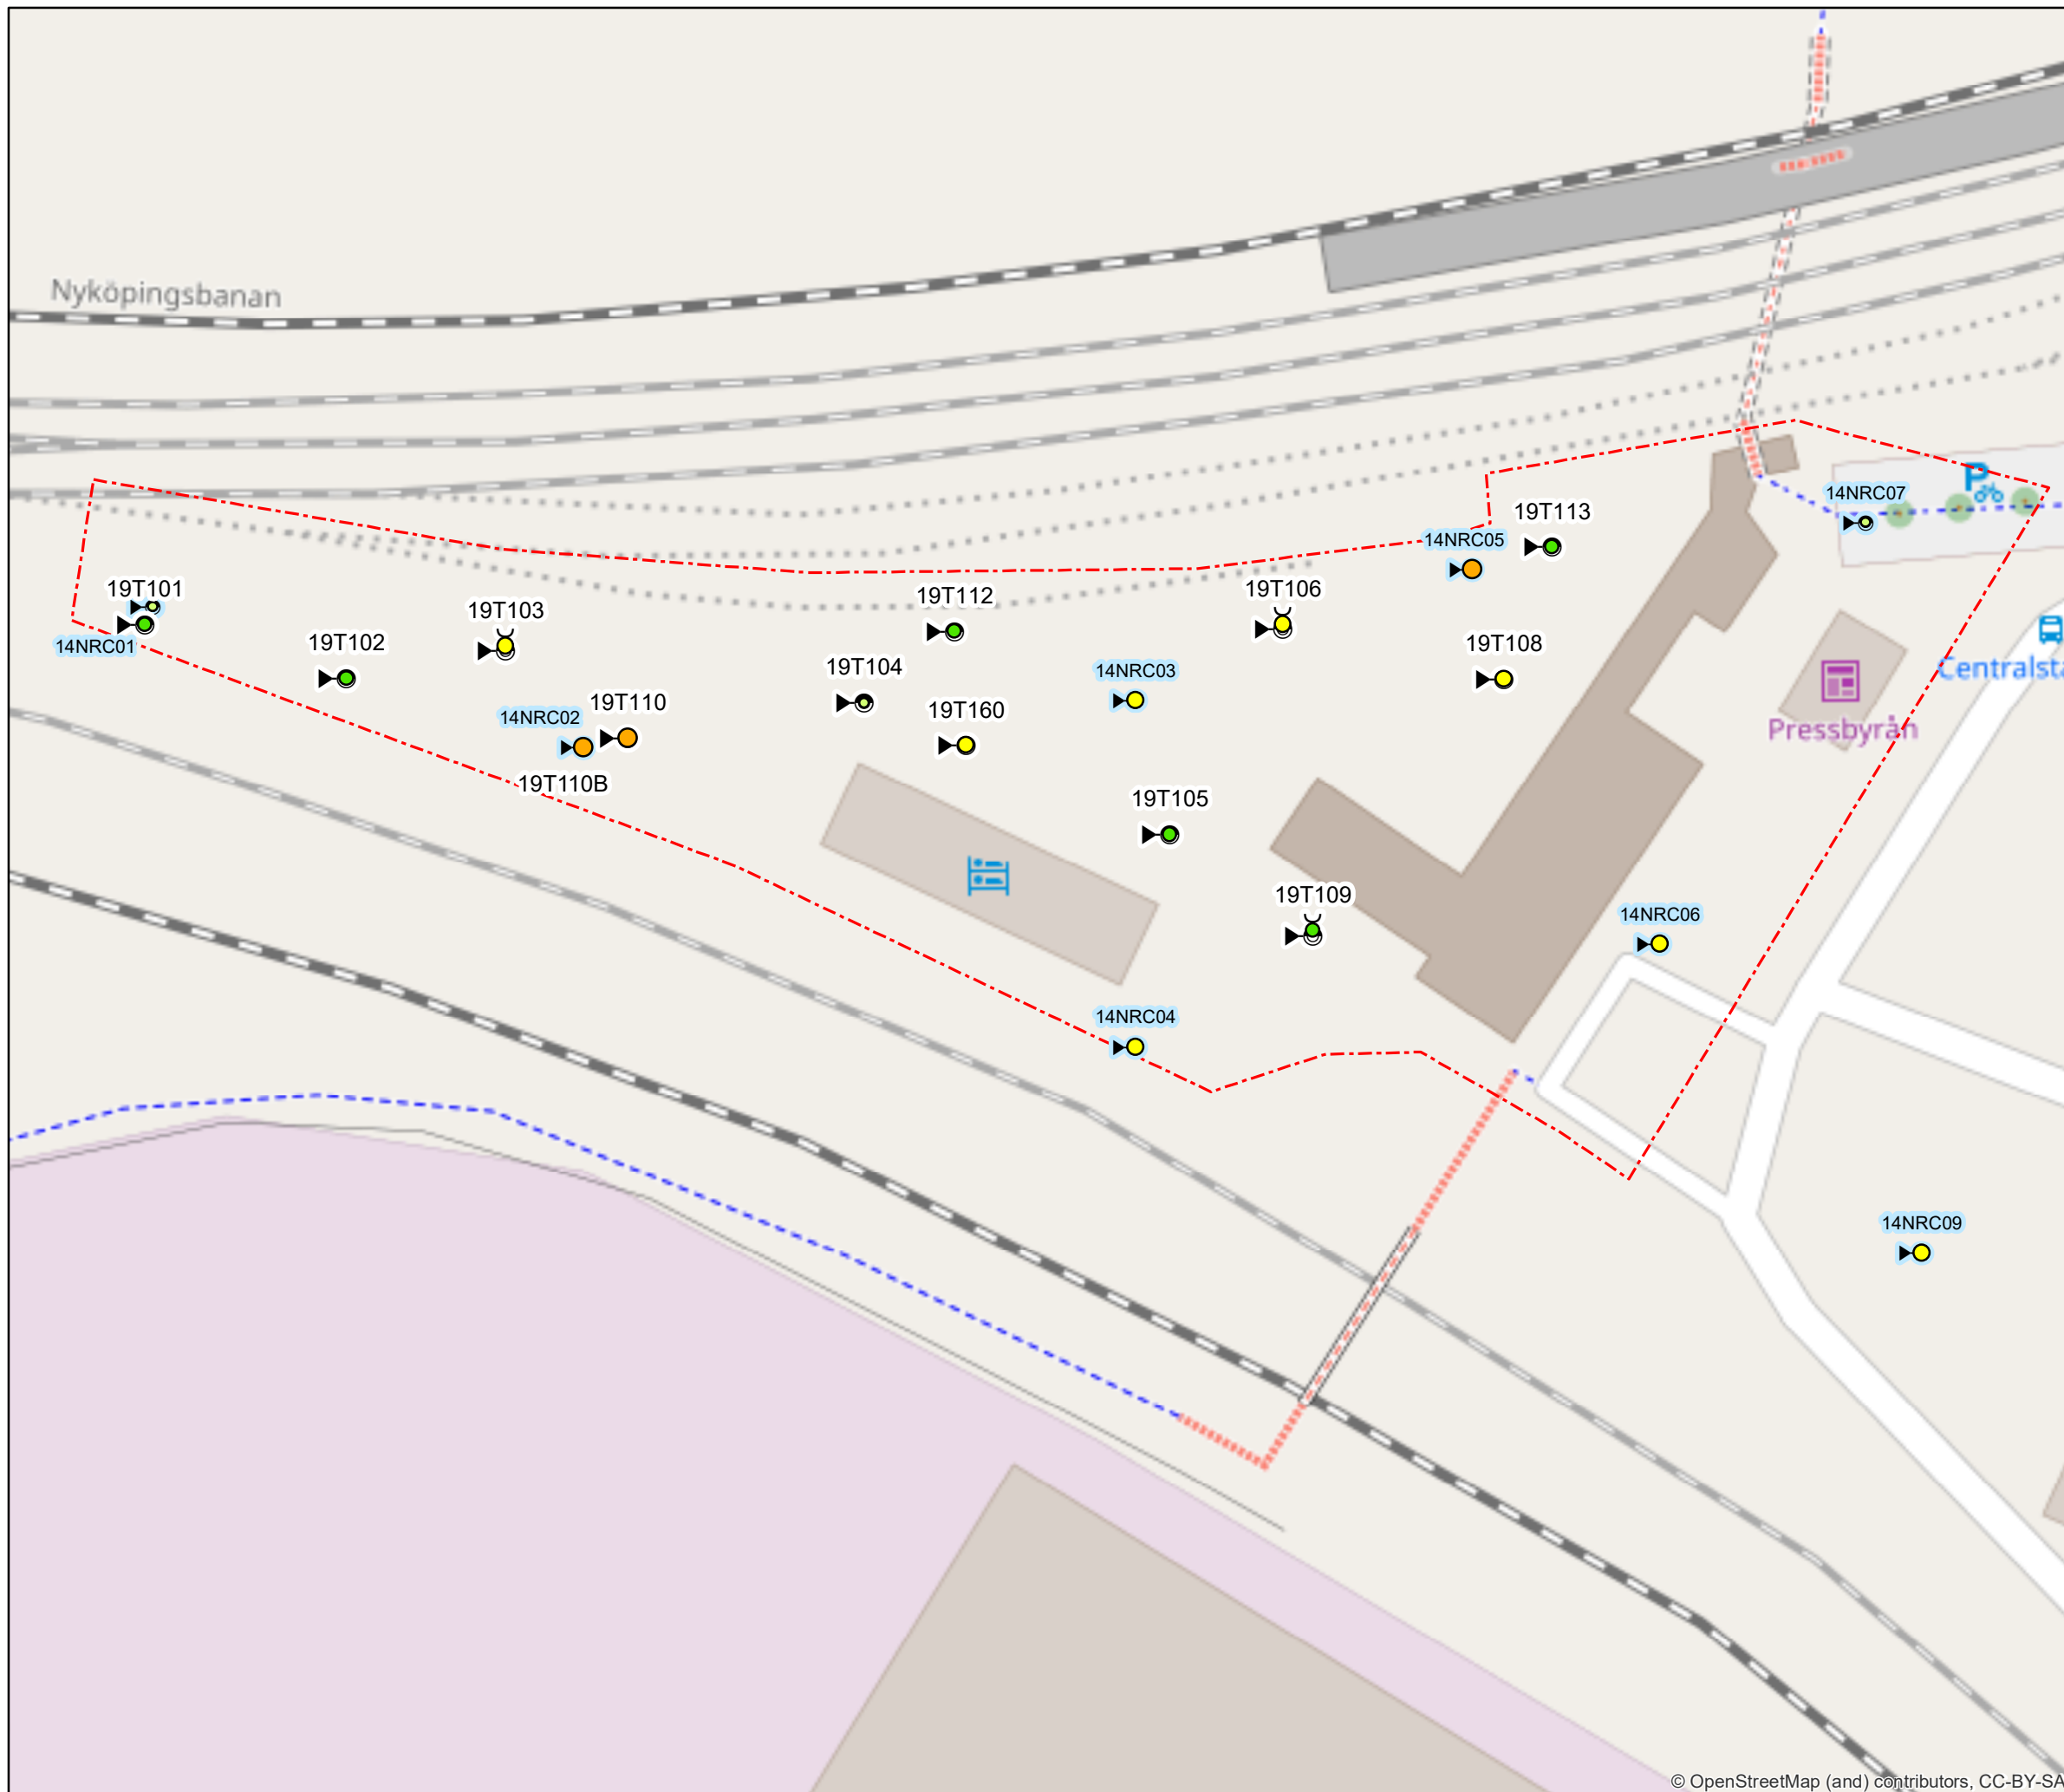 Nyköpingsbanan
P
14NRC07
19T113
14NRC05
19T101
19T106
19T112
19T103
14NRC01
19T102
19T108
Centralsta
19T104
14NRC03
19T110
19T160
14NRC02
Pressbyrån
19T110B
19T105
19T109
14NRC06
14NRC04
14NRC09
© OpenStreetMap (and) contributors, CC-BY-SA